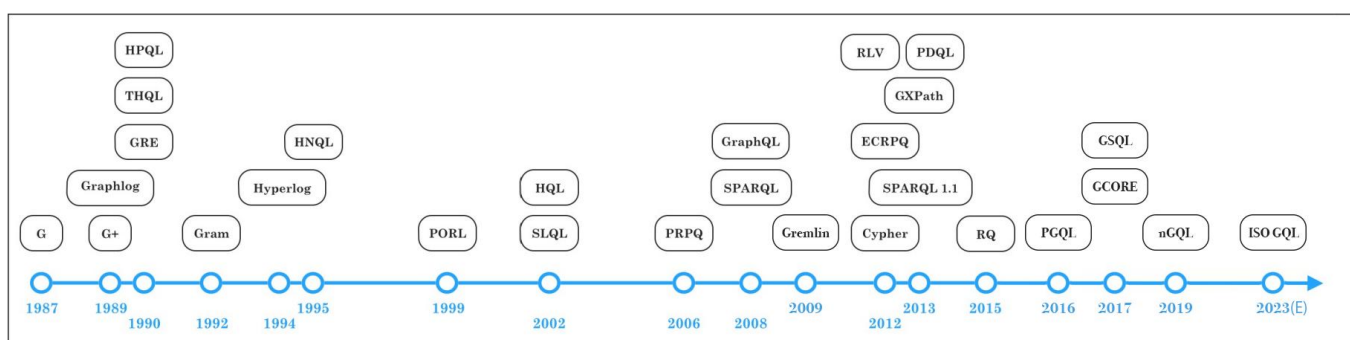 HPQL
RLV
PDQL
THQL
GXPath
GRE
HNQL
GraphQL
ECRPQ
GSQL
Graphlog
Hyperlog
HQL
SPARQL
SPARQL 1.1
GCORE
G
G+
Gram
PORL
SLQL
PRPQ
Gremlin
Cypher
RQ
PGQL
nGQL
ISO GQL
1987
1989
1990
1992
1994
1995
1999
2002
2006
2008
2009
2012
2013
2015
2016
2017
2019
2023(E)